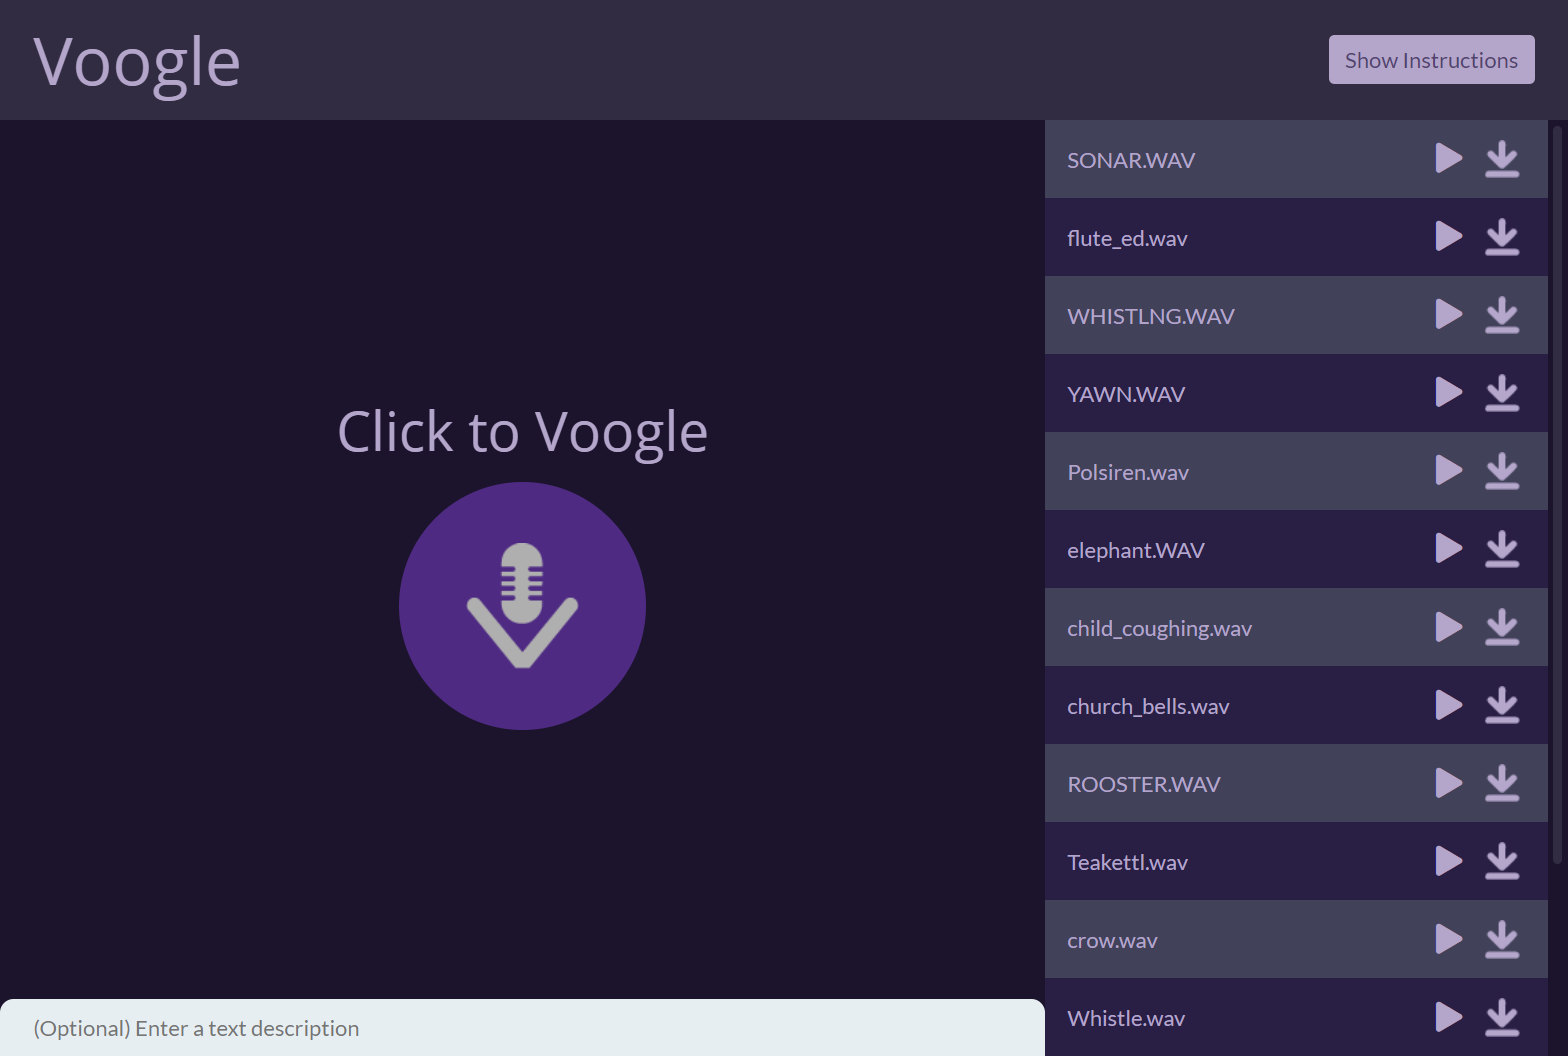 Voogle
Show Instructions
Click to Voogle
(Optional) Enter a text description
SONAR.WAV
flute_ed.wav
WHISTLNG.WAV
YAWN.WAV
Polsiren.wav
elephant.WAV
child_coughing.wav
church_bells.wav
ROOSTER.WAV
Teakettl.wav
crow.wav
Whistle.wav